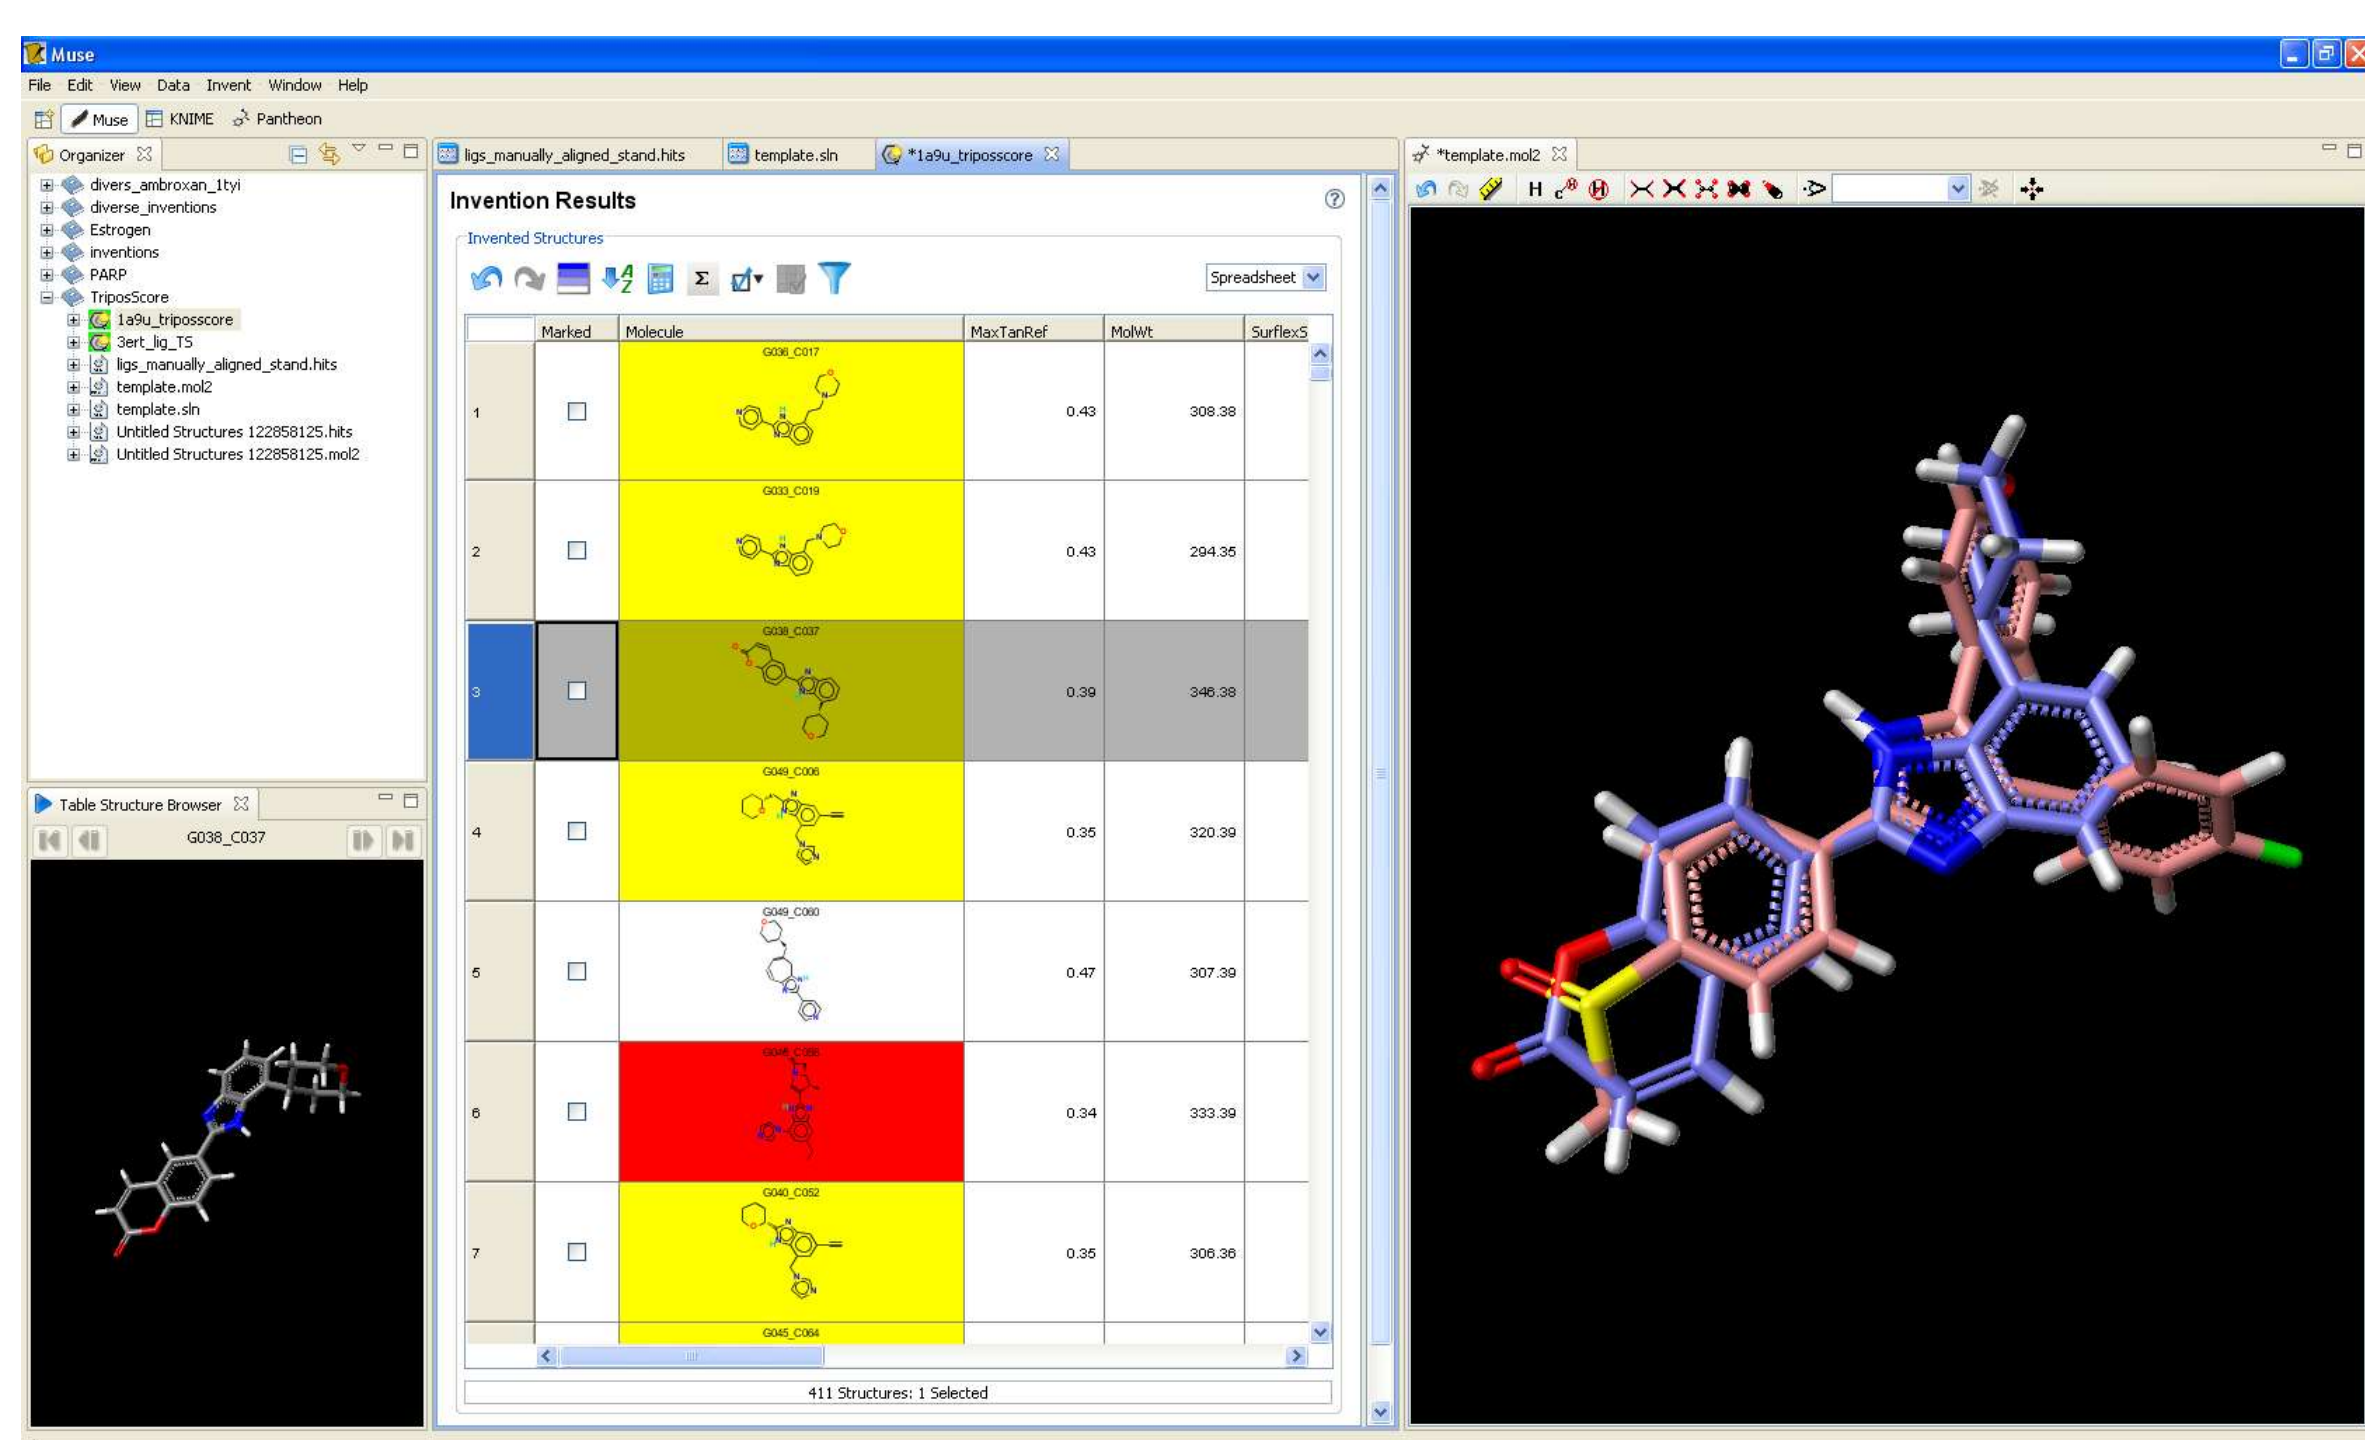 Muse
File Edit View Data Invent Window Help
Muse KNIME Pantheon
Organizer
divers_ambroxan_1tyi
diverse_inventions
Estrogen
inventions
PARP
TriposScore
1a9u_triposscore
3ert_lig_TS
ligs_manually_aligned_stand.hits
template.mol2
template.sln
Untitled Structures 122858125.hits
Untitled Structures 122858125.mol2
Table Structure Browser
G038_C037
ligs_manually_aligned_stand.hits template.sln *1a9u_triposscore
Invention Results
Invented Structures
Spreadsheet
Marked Molecule MaxTanRef MolWt SurflexS
G036_C017
1 0.43 308.38
G033_C019
2 0.43 294.35
G038_C037
3 0.39 346.38
G049_C006
4 0.35 320.39
G049_C060
5 0.47 307.39
6 0.34 333.39
G040_C052
7 0.35 306.36
G045_C064
411 Structures: 1 Selected
*template.mol2